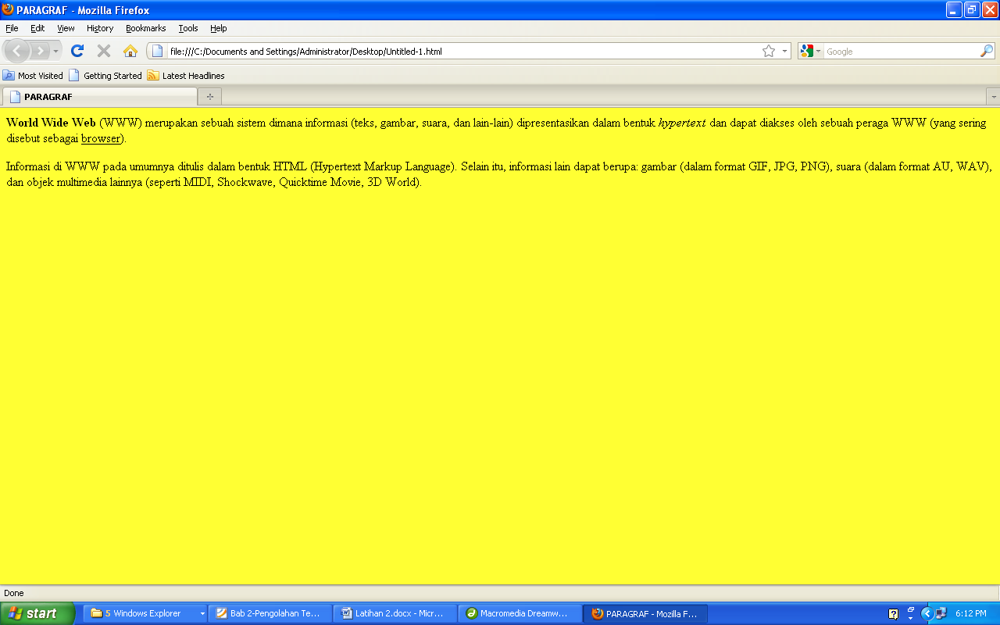 PARAGRAF - Mozilla Firefox
File Edit View History Bookmarks Tools Help
file:///C:/Documents and Settings/Administrator/Desktop/Untitled-1.html
Google
Most Visited Getting Started Latest Headlines
PARAGRAF
World Wide Web (WWW) merupakan sebuah sistem dimana informasi (teks, gambar, suara, dan lain-lain) dipresentasikan dalam bentuk hypertext dan dapat diakses oleh sebuah peraga WWW (yang sering
disebut sebagai browser).
Informasi di WWW pada umumnya ditulis dalam bentuk HTML (Hypertext Markup Language). Selain itu, informasi lain dapat berupa: gambar (dalam format GIF, JPG, PNG), suara (dalam format AU, WAV),
dan objek multimedia lainnya (seperti MIDI, Shockwave, Quicktime Movie, 3D World).
Done
start 5 Windows Explorer Bab 2-Pengolahan Te... Latihan 2.docx - Micr... Macromedia Dreamw... PARAGRAF - Mozilla F... 6:12 PM